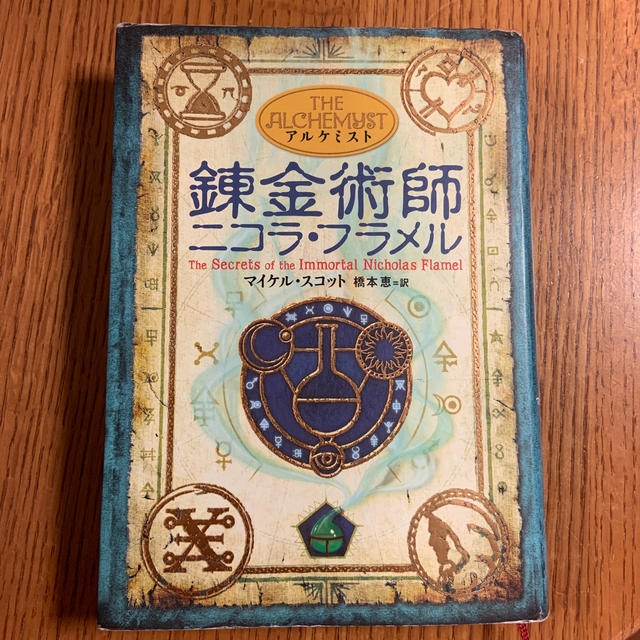 THE
ALCHEMYST
アルケミスト
錬金術師
ニコラ・フラメル
The Secrets of the Immortal Nicholas Flamel
マイケル・スコット 橋本恵=訳